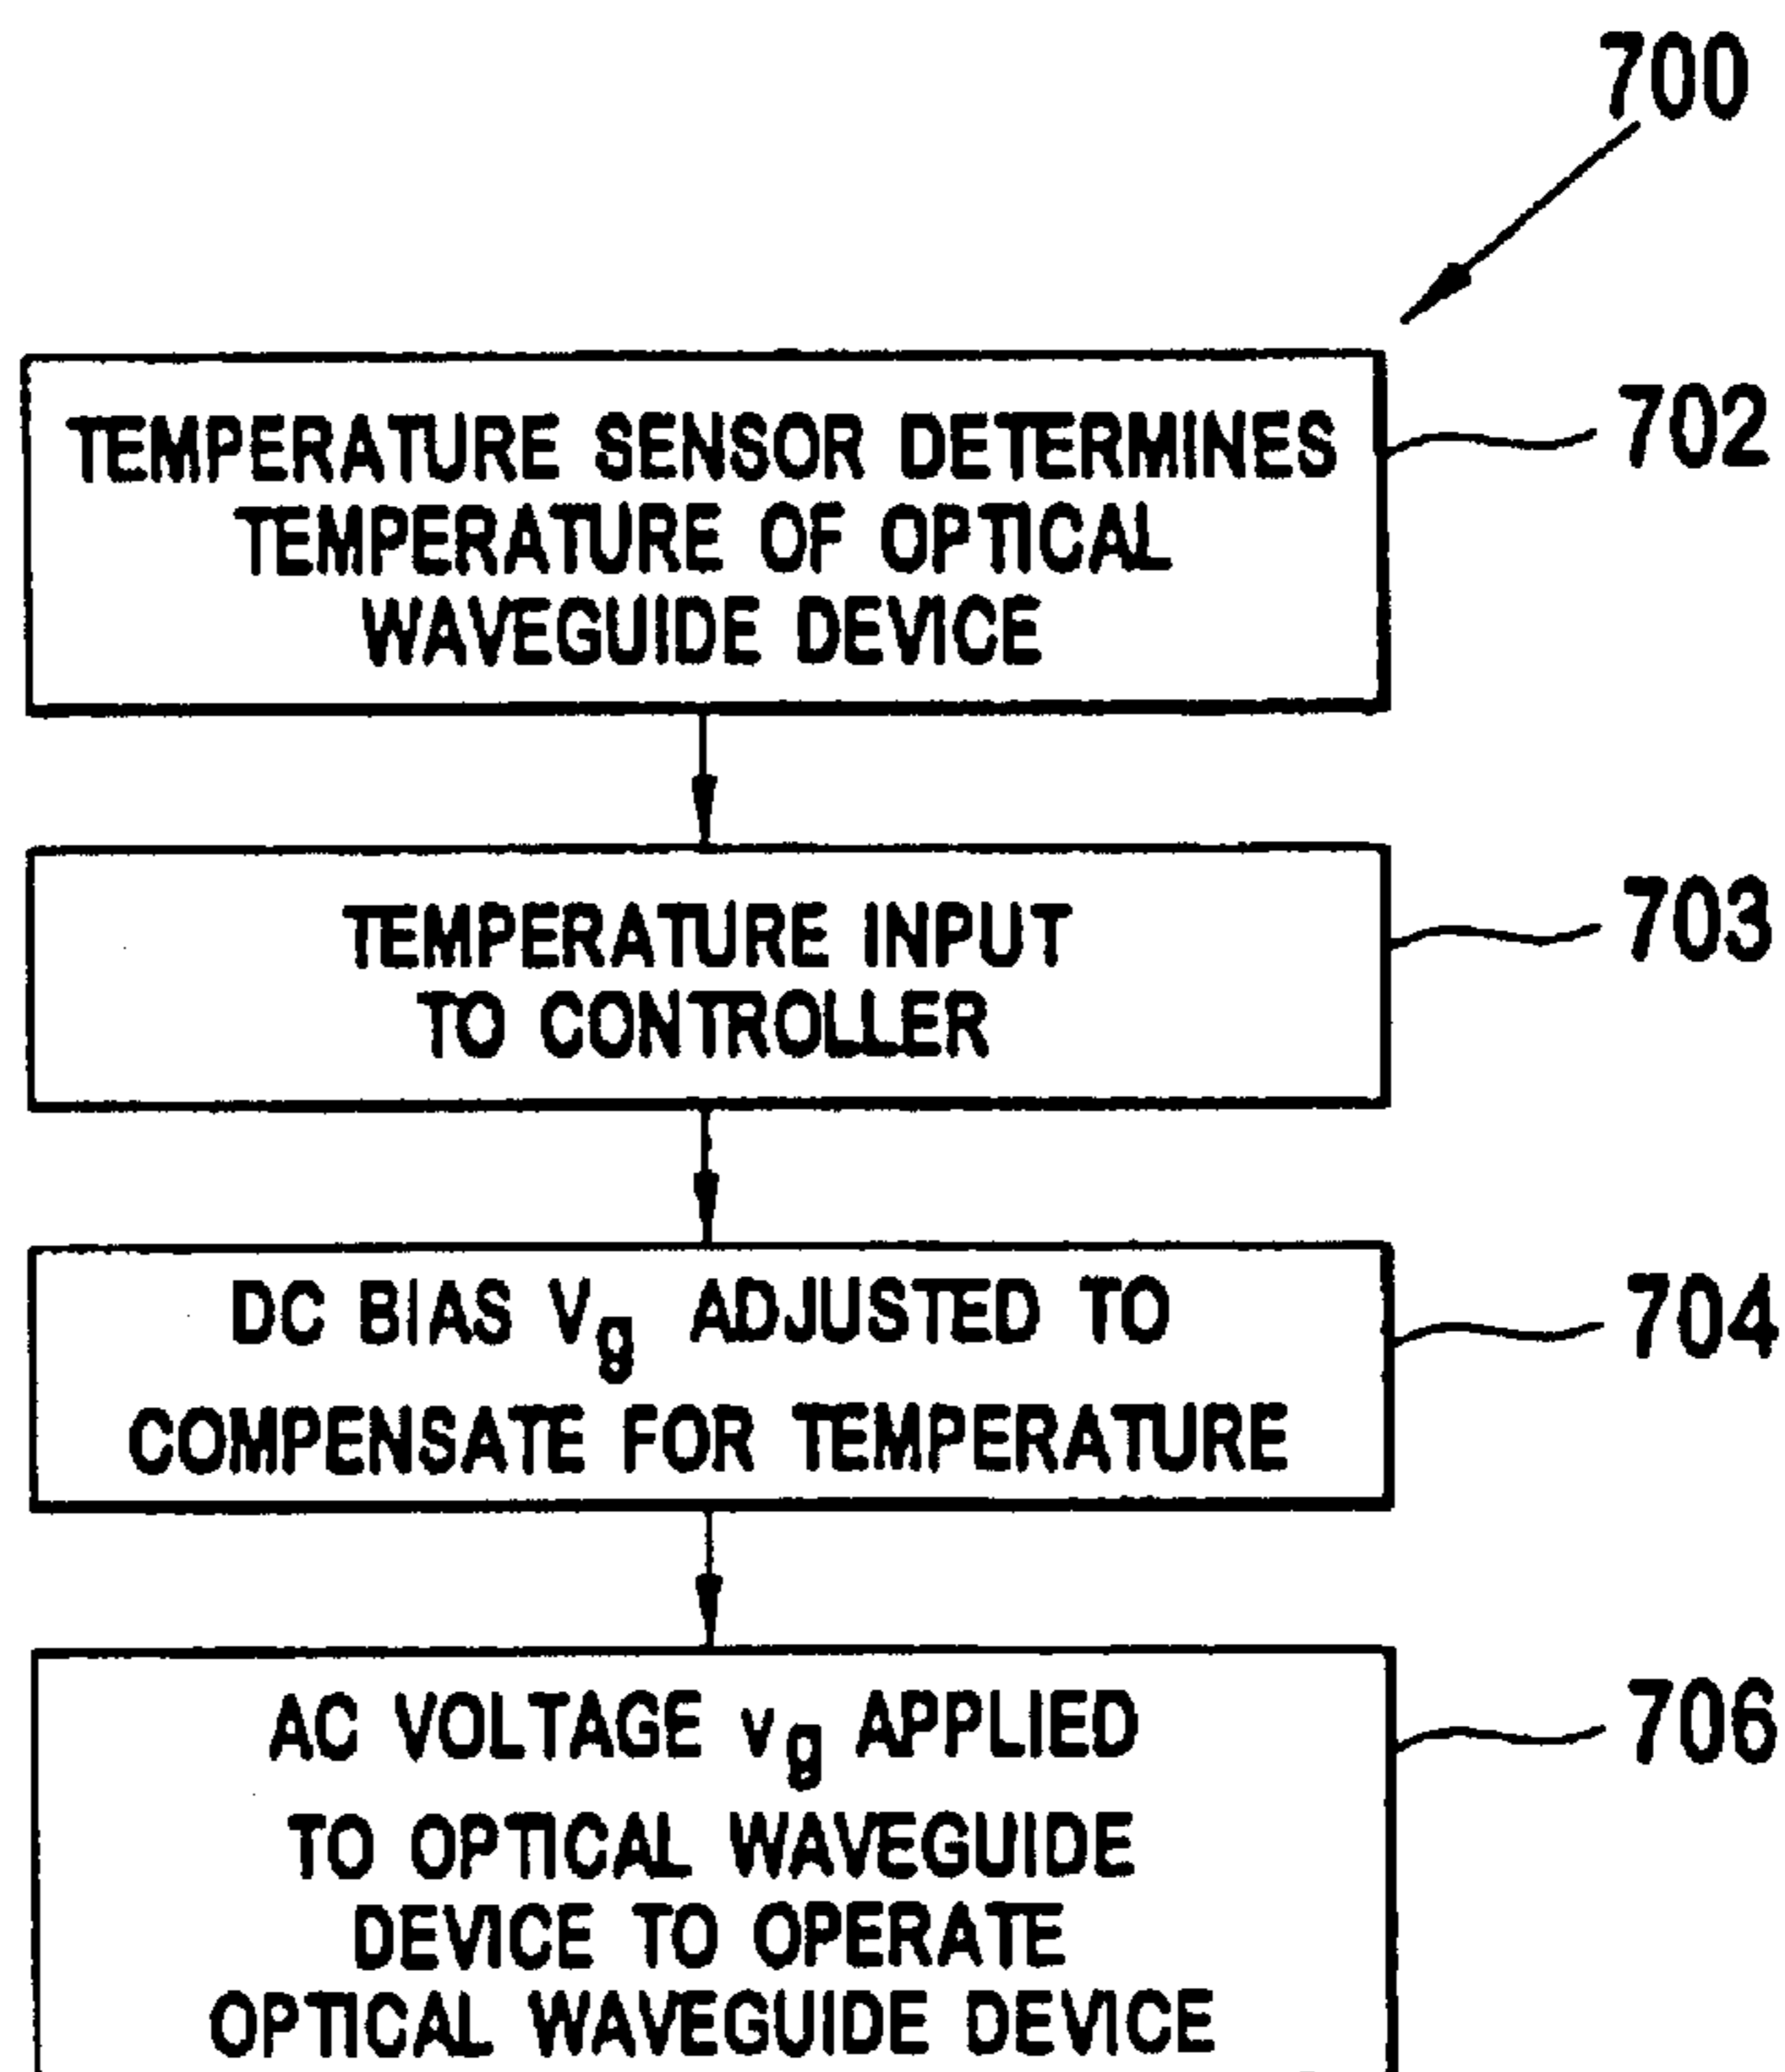 700
TEMPERATURE SENSOR DETERMINES
TEMPERATURE OF OPTICAL
WAVEGUIDE DEVICE
702
TEMPERATURE INPUT
TO CONTROLLER
703
DC BIAS Vg ADJUSTED TO
COMPENSATE FOR TEMPERATURE
704
AC VOLTAGE vg APPLIED
TO OPTICAL WAVEGUIDE
DEVICE TO OPERATE
OPTICAL WAVEGUIDE DEVICE
706